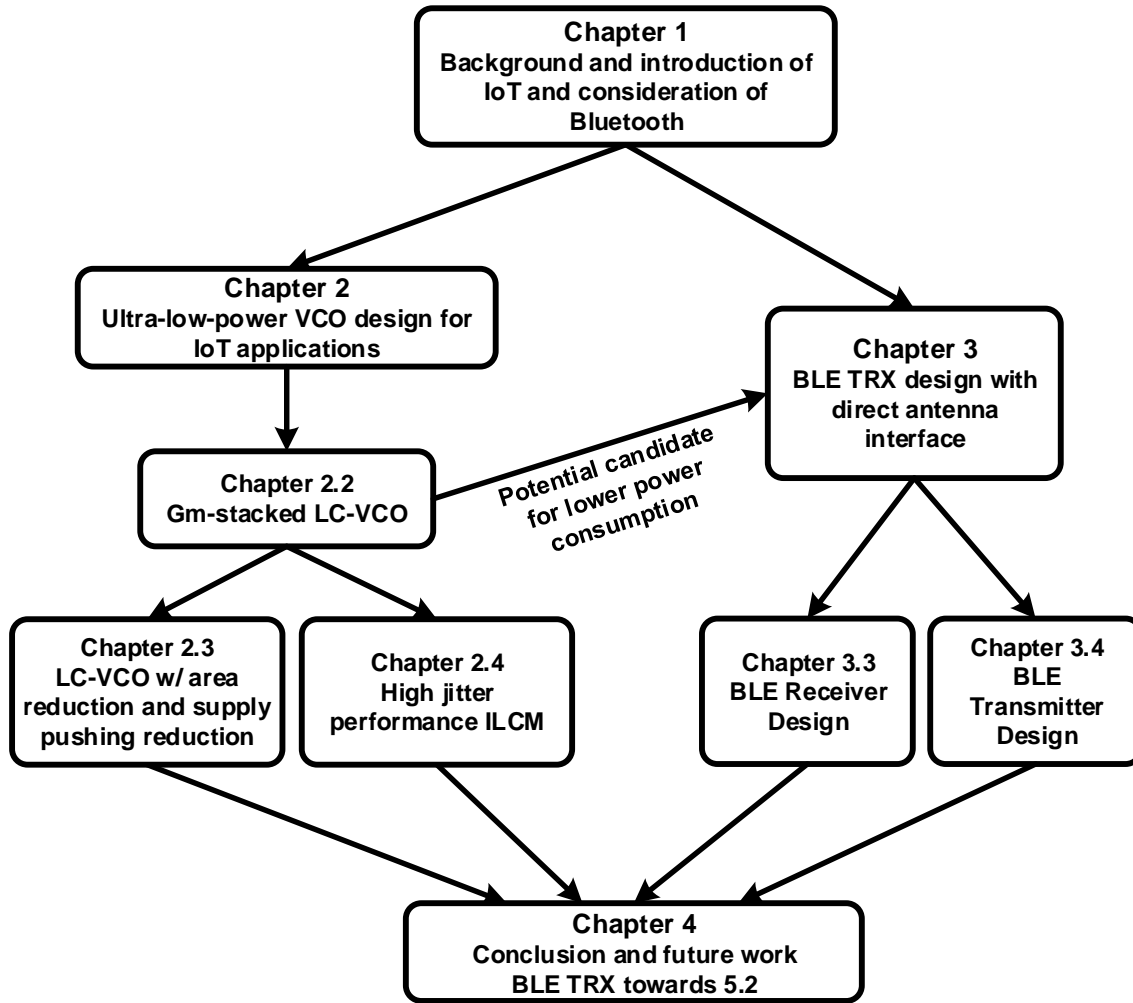 Chapter 1
Background and introduction of
IoT and consideration of
Bluetooth
Chapter 2
Ultra-low-power VCO design for
IoT applications
Chapter 3
BLE TRX design with
direct antenna
interface
Chapter 2.2
Gm-stacked LC-VCO
Potential candidate
for lower power
consumption
Chapter 2.3
LC-VCO w/ area
reduction and supply
pushing reduction
Chapter 2.4
High jitter
performance ILCM
Chapter 3.3
BLE Receiver
Design
Chapter 3.4
BLE
Transmitter
Design
Chapter 4
Conclusion and future work
BLE TRX towards 5.2